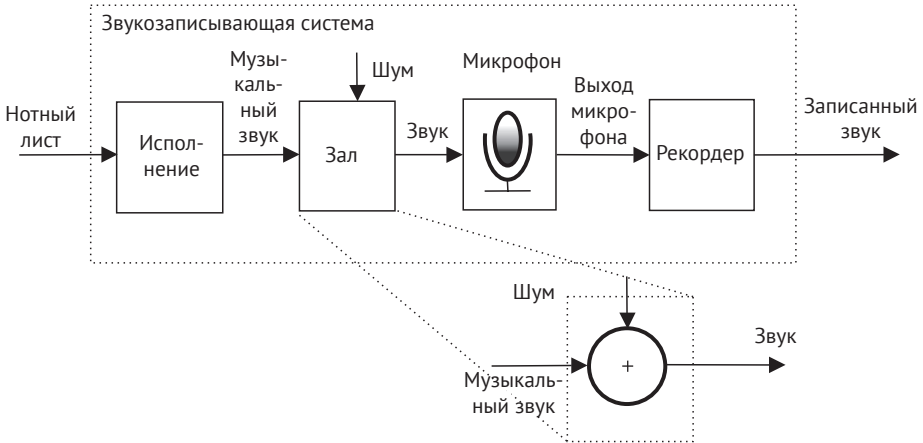 Звукозаписывающая система
Нотный
лист
Испол-
нение
Музы-
каль-
ный
звук
Шум
Зал
Звук
Микрофон
Выход
микро-
фона
Рекордер
Записанный
звук
Шум
Музыкаль-
ный звук
+
Звук